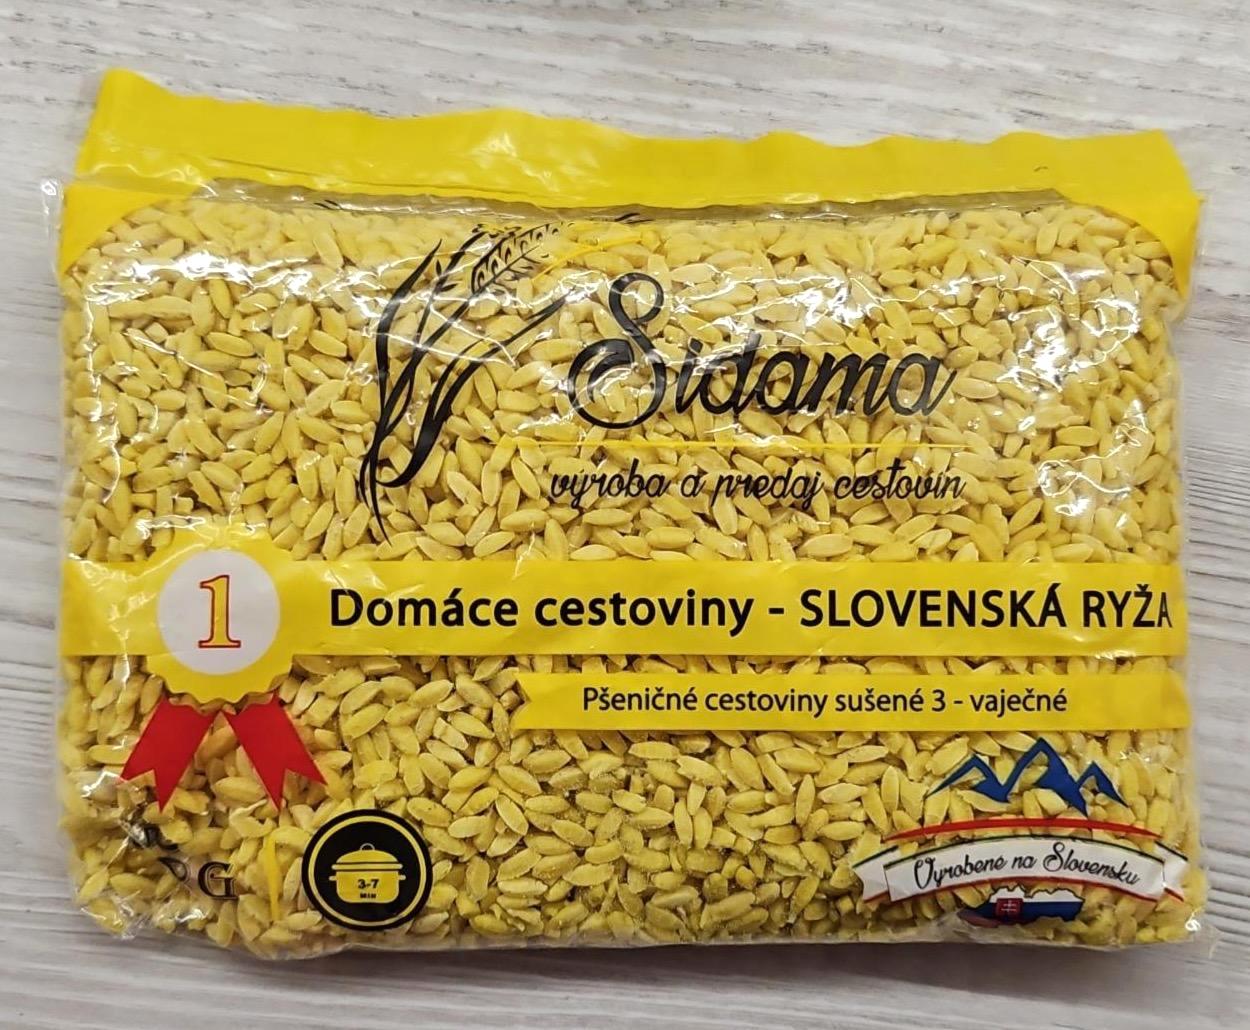 Sidama
výroba a predaj cestovín
1
Domáce cestoviny - SLOVENSKÁ RYŽA
Pšeničné cestoviny sušené 3 - vaječné
3-7
MIN
Vyrobené na Slovensku